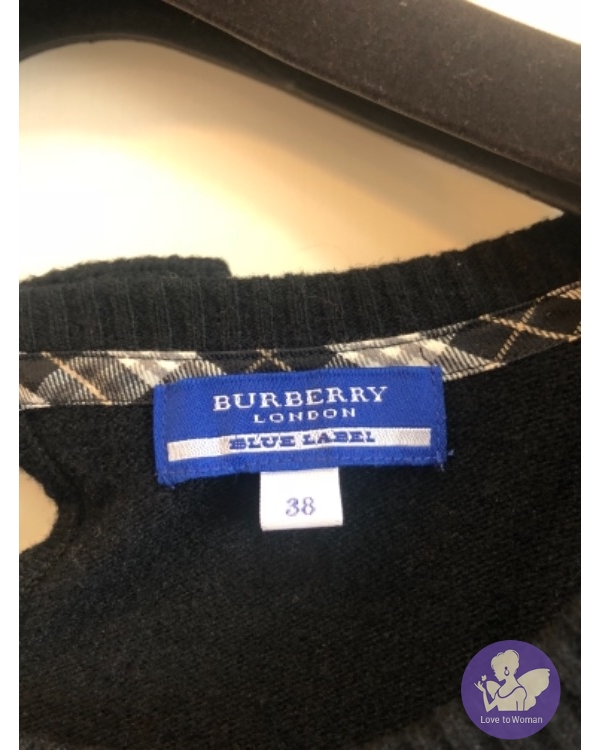 BURBERRY
LONDON
BLUE LABEL
38
Love to Woman